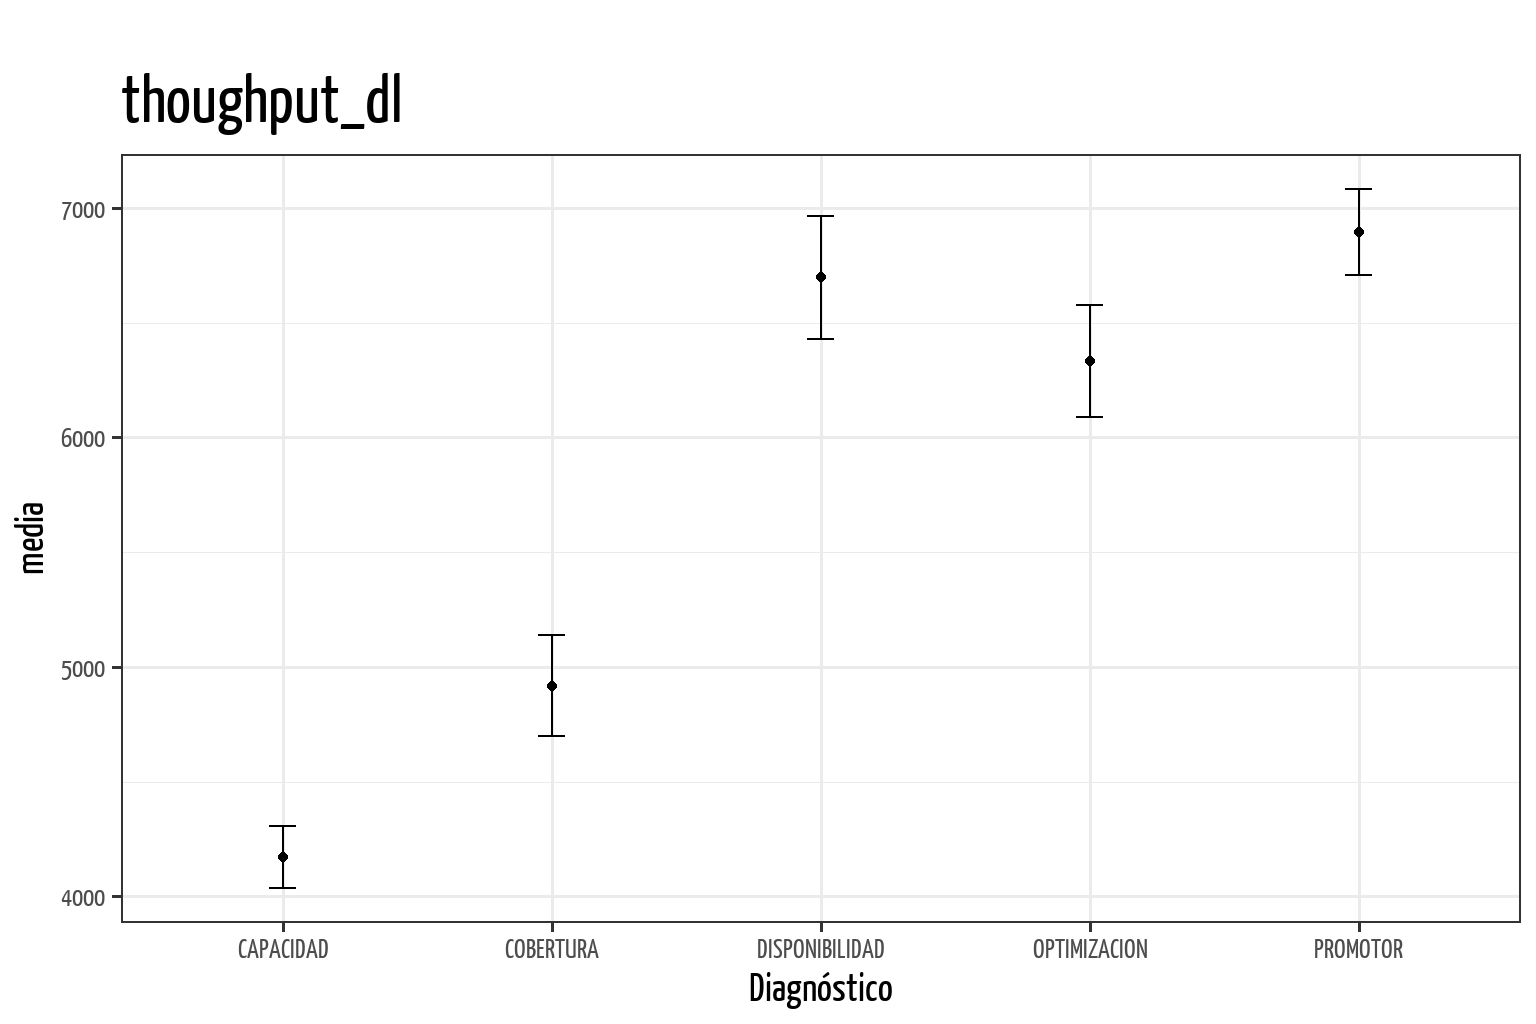 thoughput_dl
media
7000
6000
5000
4000
CAPACIDAD COBERTURA DISPONIBILIDAD OPTIMIZACION PROMOTOR
Diagnóstico